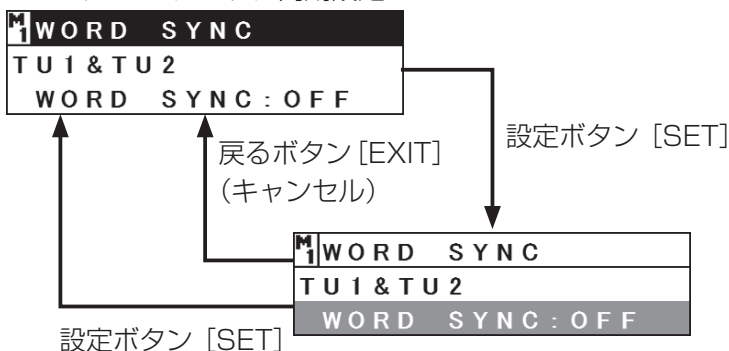 M1 WORD SYNC
TU1&TU2
WORD SYNC:OFF
設定ボタン [SET]
戻るボタン [EXIT]
（キャンセル）
M1 WORD SYNC
TU1&TU2
WORD SYNC:OFF
設定ボタン [SET]